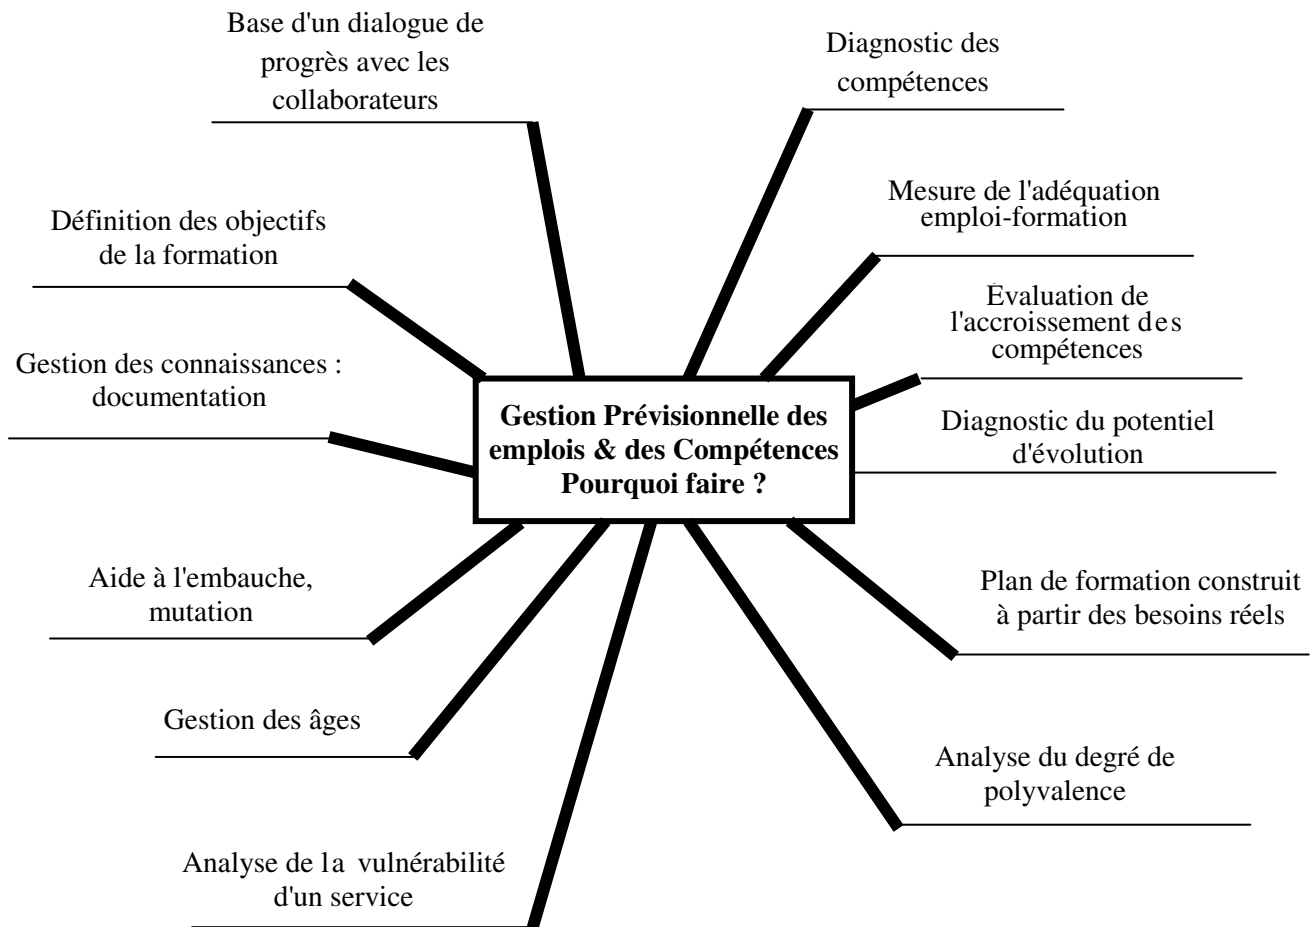 Base d'un dialogue de
progrès avec les
collaborateurs
Diagnostic des
compétences
Mesure de l'adéquation
emploi-formation
Définition des objectifs
de la formation
Évaluation de
l'accroissement des
compétences
Gestion des connaissances :
documentation
Gestion Prévisionnelle des
emplois & des Compétences
Pourquoi faire ?
Diagnostic du potentiel
d'évolution
Aide à l'embauche,
mutation
Plan de formation construit
à partir des besoins réels
Gestion des âges
Analyse du degré de
polyvalence
Analyse de la vulnérabilité
d'un service